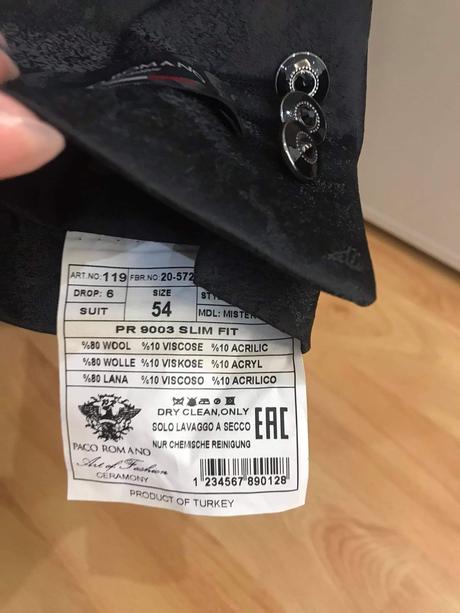 ROMANO
ART.NO:119 FBR.NO:20-572
DROP: 6 SIZE
SUIT 54 MDL: MISTER
PR 9003 SLIM FIT
%80 WOOL %10 VISCOSE %10 ACRILIC
%80 WOLLE %10 VISKOSE %10 ACRYL
%80 LANA %10 VISCOSO %10 ACRILICO
DRY CLEAN,ONLY
SOLO LAVAGGO A SECCO
NUR CHEMISCHE REINIGUNG
EAC
PACO ROMANO
Art of Fashion
CERAMONY
1 234567 890128
PRODUCT OF TURKEY